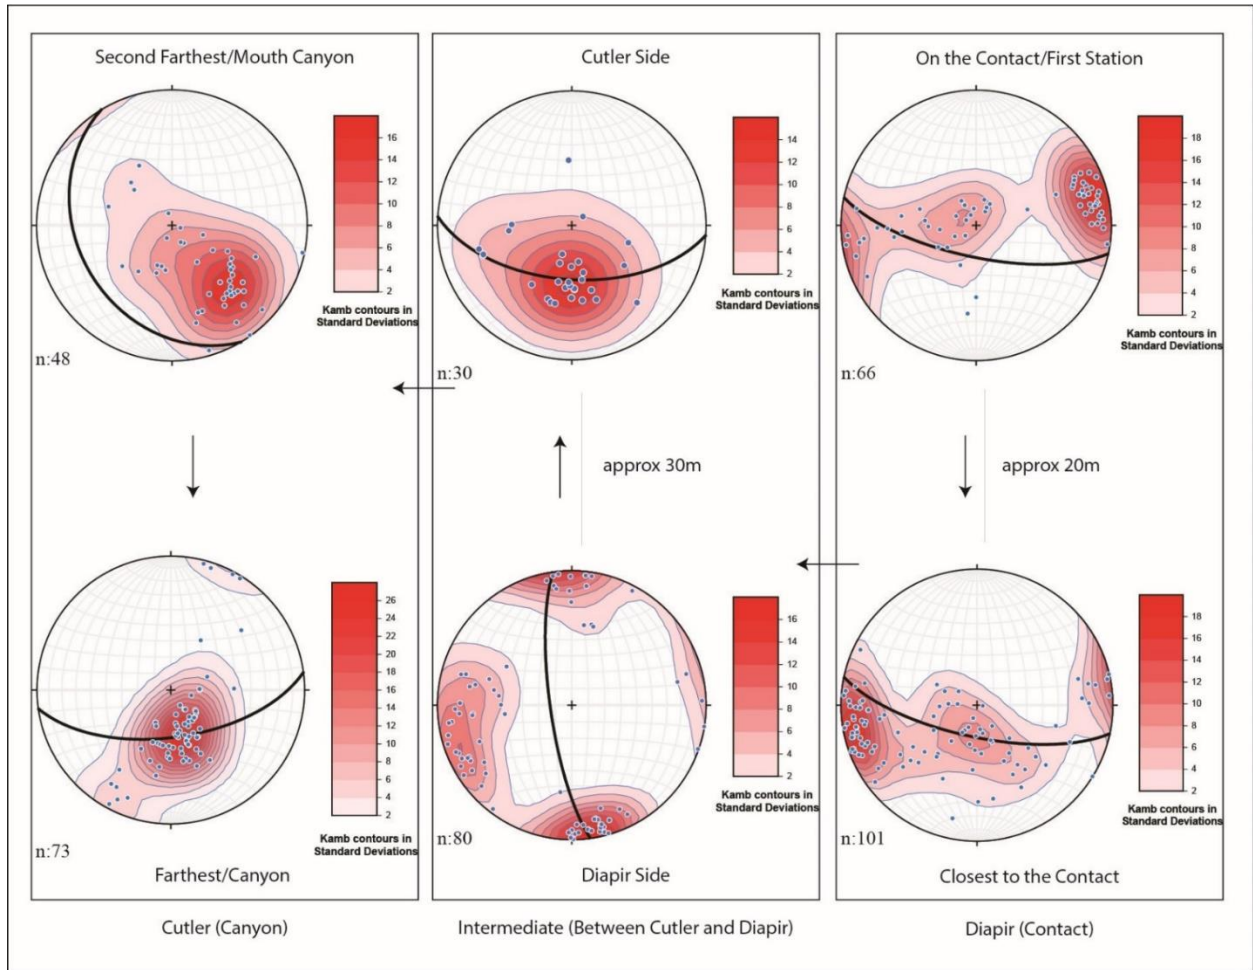 Second Farthest/Mouth Canyon
16
14
12
10
8
6
4
2
Kamb contours in
Standard Deviations
n:48
Cutler Side
14
12
10
8
6
4
2
Kamb contours in
Standard Deviations
n:30
On the Contact/First Station
18
16
14
12
10
8
6
4
2
Kamb contours in
Standard Deviations
n:66
approx 30m
approx 20m
26
24
22
20
18
16
14
12
10
8
6
4
2
Kamb contours in
Standard Deviations
n:73
Farthest/Canyon
Cutler (Canyon)
16
14
12
10
8
6
4
2
Kamb contours in
Standard Deviations
n:80
Diapir Side
Intermediate (Between Cutler and Diapir)
18
16
14
12
10
8
6
4
2
Kamb contours in
Standard Deviations
n:101
Closest to the Contact
Diapir (Contact)